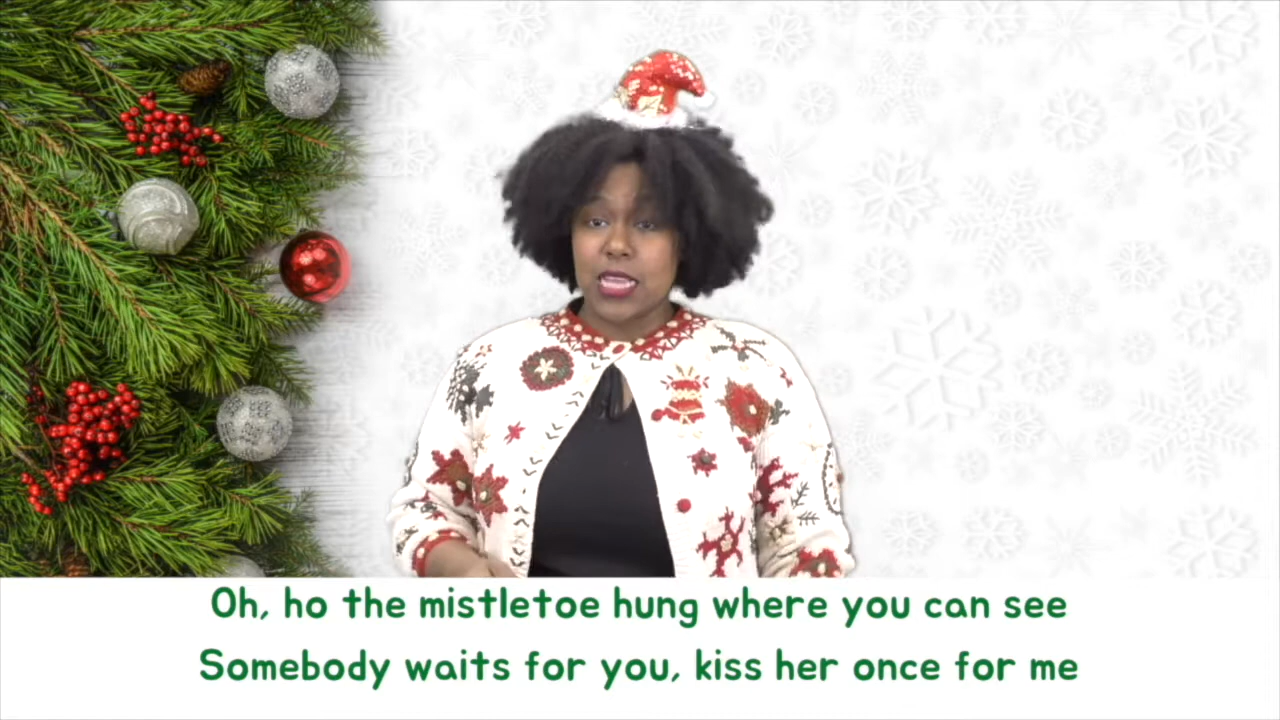 Oh, ho the mistletoe hung where you can see
Somebody waits for you, kiss her once for me